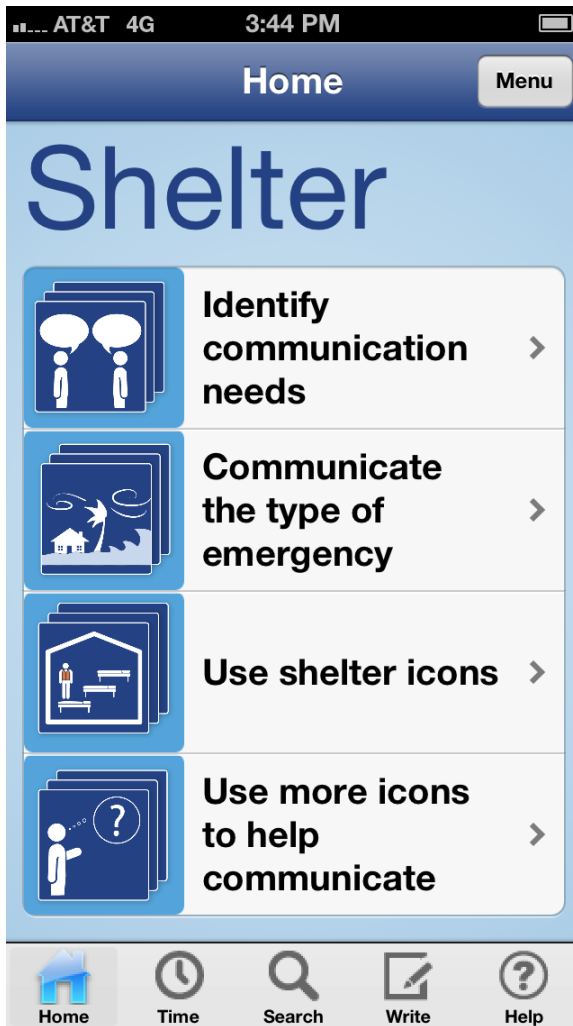 AT&T 4G 3:44 PM
Home
Menu
Shelter
Identify
communication
needs
Communicate
the type of
emergency
Use shelter icons
?
Use more icons
to help
communicate
?
Home Time Search Write Help